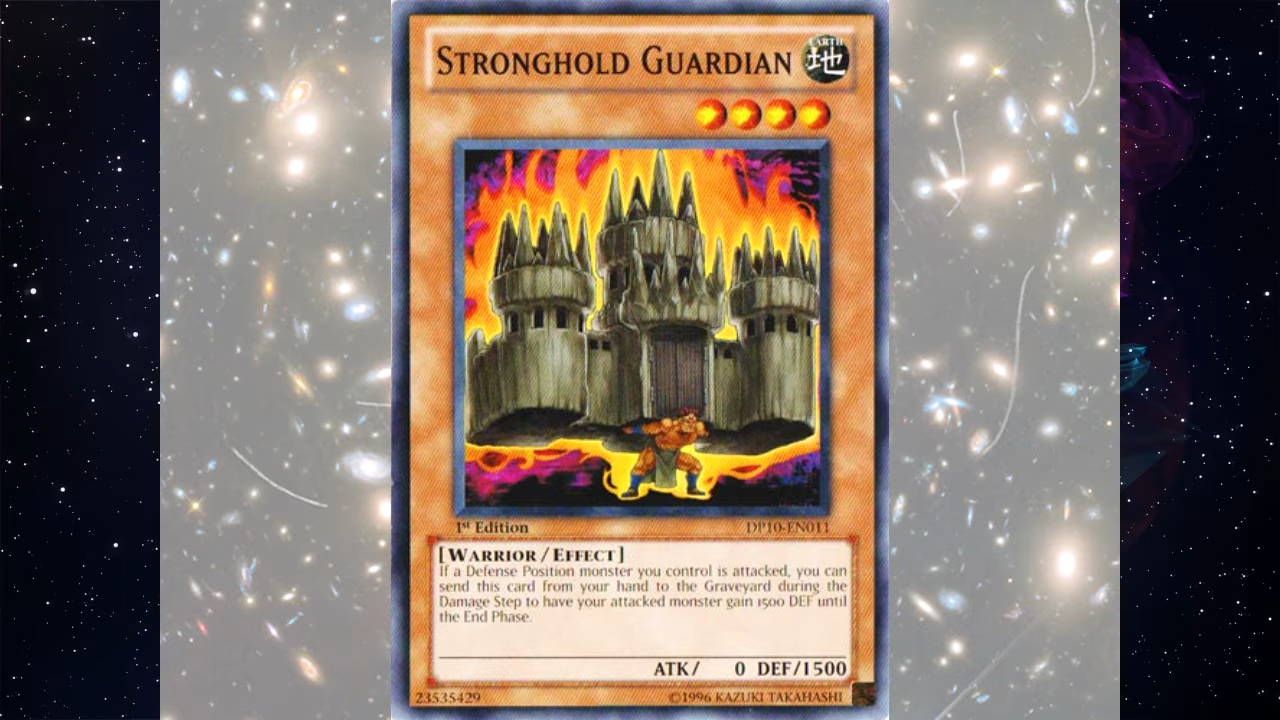 STRONGHOLD GUARDIAN
EARTH
地
1st Edition
DP10-EN011
[WARRIOR / EFFECT]
If a Defense Position monster you control is attacked, you can
send this card from your hand to the Graveyard during the
Damage Step to have your attacked monster gain 1500 DEF until
the End Phase.
ATK/ 0 DEF/1500
23535429
©1996 KAZUKI TAKAHASHI